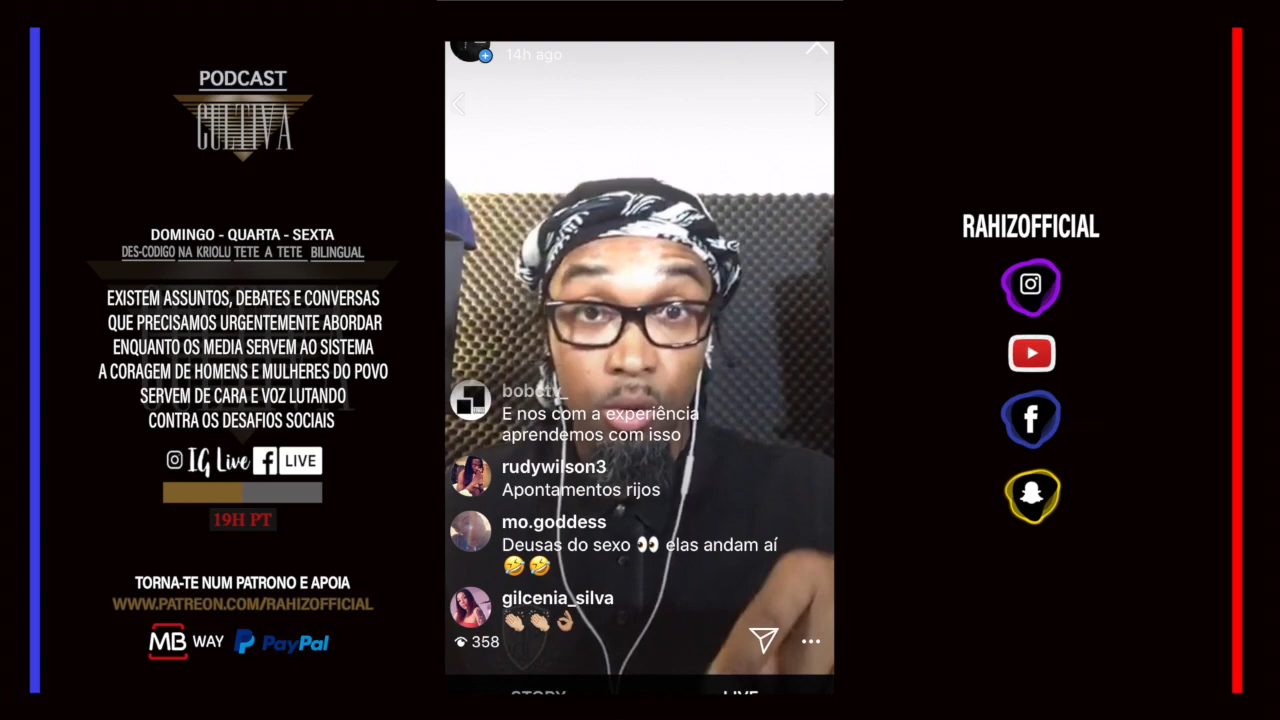 PODCAST
CULTIVA
DOMINGO - QUARTA - SEXTA
DES-CODIGO NA KRIOLU TETE A TETE BILINGUAL
EXISTEM ASSUNTOS, DEBATES E CONVERSAS
QUE PRECISAMOS URGENTEMENTE ABORDAR
ENQUANTO OS MEDIA SERVEM AO SISTEMA
A CORAGEM DE HOMENS E MULHERES DO POVO
SERVEM DE CARA E VOZ LUTANDO
CONTRA OS DESAFIOS SOCIAIS
IG Live f LIVE
19H PT
TORNA-TE NUM PATRONO E APOIA
WWW.PATREON.COM/RAHIZOFFICIAL
MB WAY PayPal
14h ago
bobctv_
E nos com a experiência
aprendemos com isso
rudywilson3
Apontamentos rijos
mo.goddess
Deusas do sexo 👀 elas andam aí
🤣 🤣
gilcenia_silva
👏🏼 👏🏼 👌🏼
358
STORY LIVE
RAHIZOFFICIAL